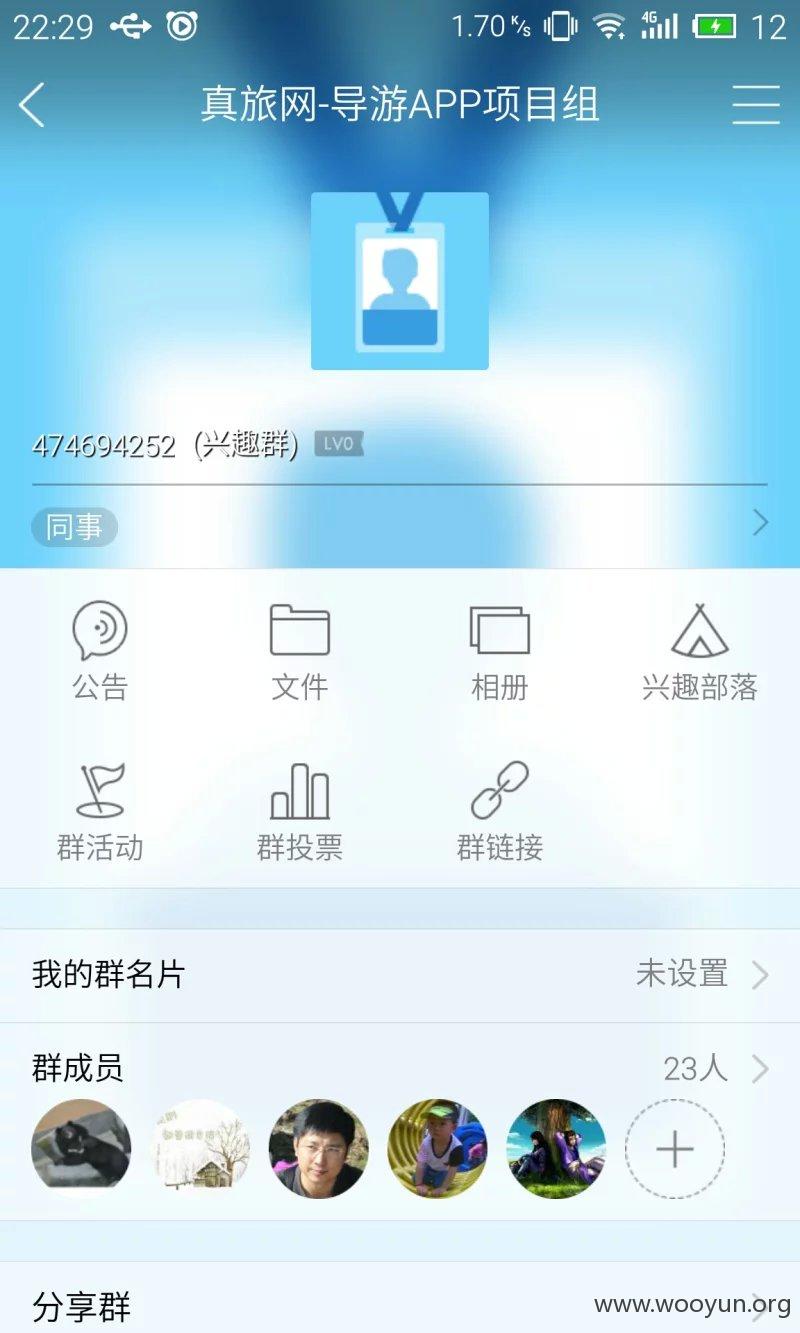 22:29 1.70 K/s 4G 12
真旅网-导游APP项目组
474694252 (兴趣群) LV0
同事
公告 文件 相册 兴趣部落
群活动 群投票 群链接
我的群名片 未设置
群成员 23人
分享群
www.wooyun.org